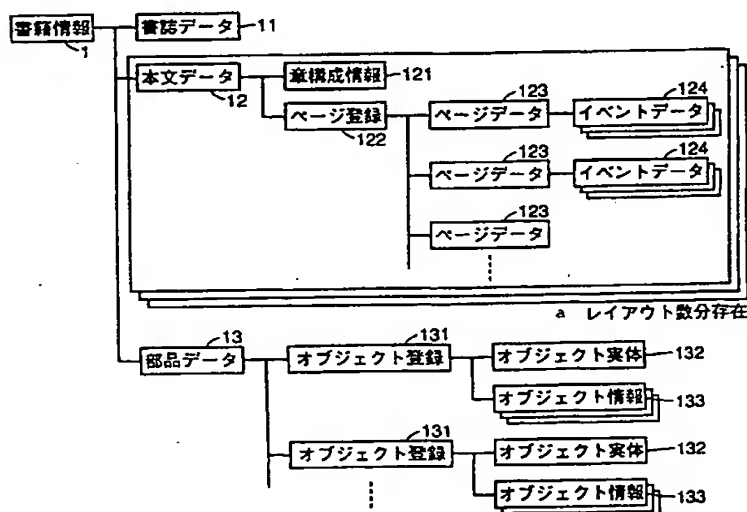 書籍情報 書誌データ 11
1
本文データ 章構成情報 121
12
ページ登録 122
123 124
ページデータ イベントデータ
123 124
ページデータ イベントデータ
123
ページデータ
a レイアウト数分存在
13 131
部品データ オブジェクト登録 オブジェクト実体 132
オブジェクト情報 133
131
オブジェクト登録 オブジェクト実体 132
オブジェクト情報 133